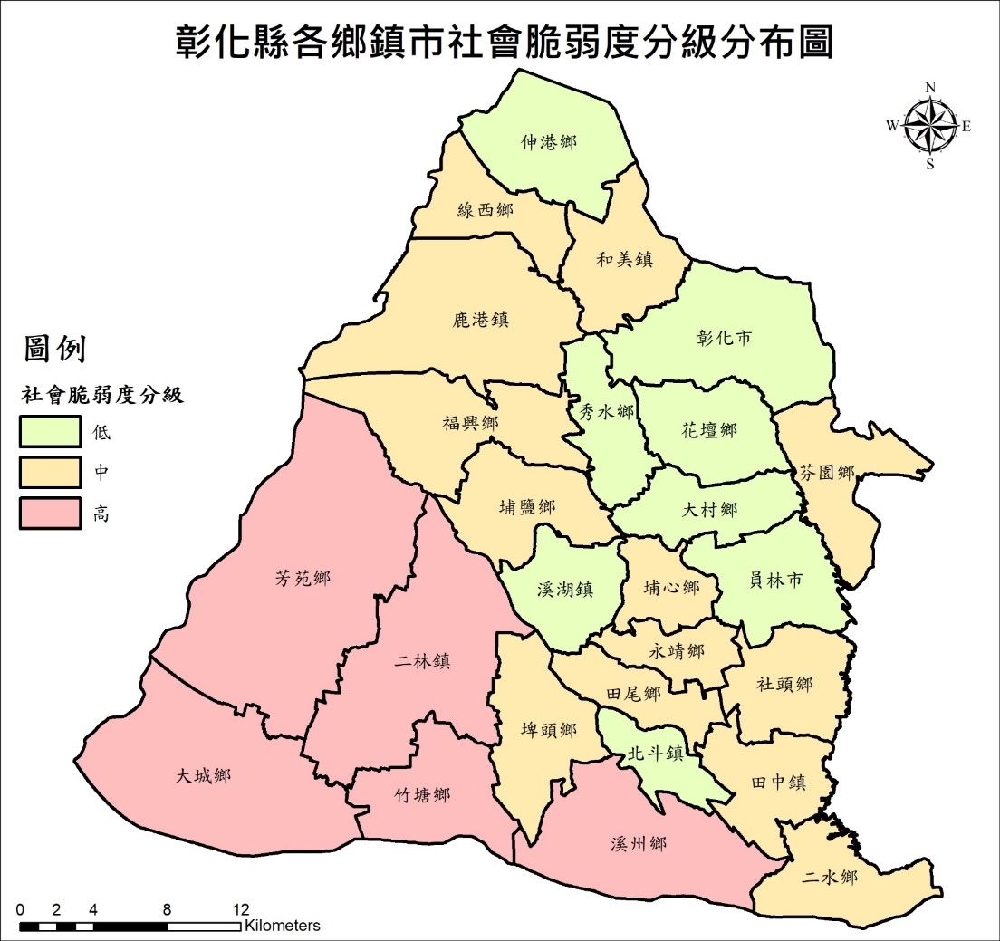 彰化縣各鄉鎮市社會脆弱度分級分布圖
N
W E
S
伸港鄉
線西鄉
和美鎮
鹿港鎮
彰化市
秀水鄉
福興鄉
花壇鄉
芬園鄉
埔鹽鄉
大村鄉
芳苑鄉
溪湖鎮
埔心鄉
員林市
永靖鄉
二林鎮
社頭鄉
田尾鄉
埤頭鄉
北斗鎮
大城鄉
田中鎮
竹塘鄉
溪州鄉
二水鄉
圖例
社會脆弱度分級
低
中
高
0 2 4 8 12
Kilometers